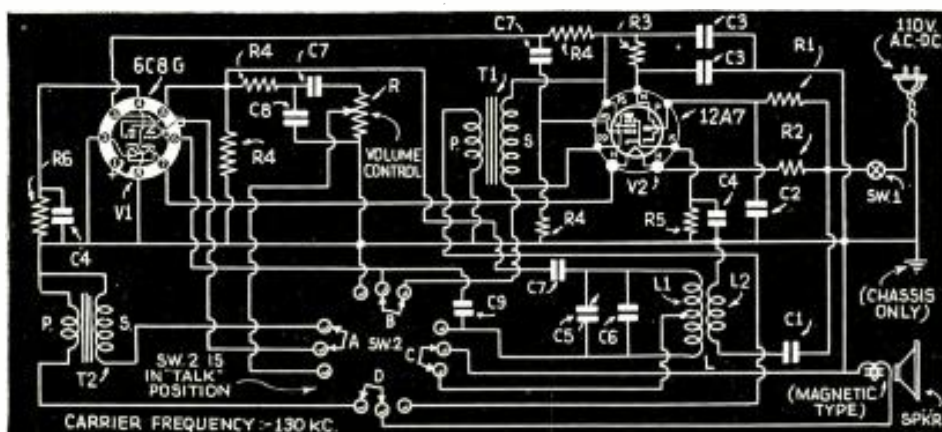 6C8G
R6
V1
C4
R4
C7
C8
R4
R
VOLUME CONTROL
C7
R4
T1
P.
S
R4
R3
C3
C3
12A7
V2
R5
C4
C2
R1
R2
110V. A.C.-DC.
SW.1
(CHASSIS ONLY)
P.
S.
T2
SW.2 IS
IN "TALK"
POSITION
A
B
SW.2
C
D
C9
C7
C5
C6
L1
L2
L
C1
(MAGNETIC TYPE)
SPKR.
CARRIER FREQUENCY:-130 KC.